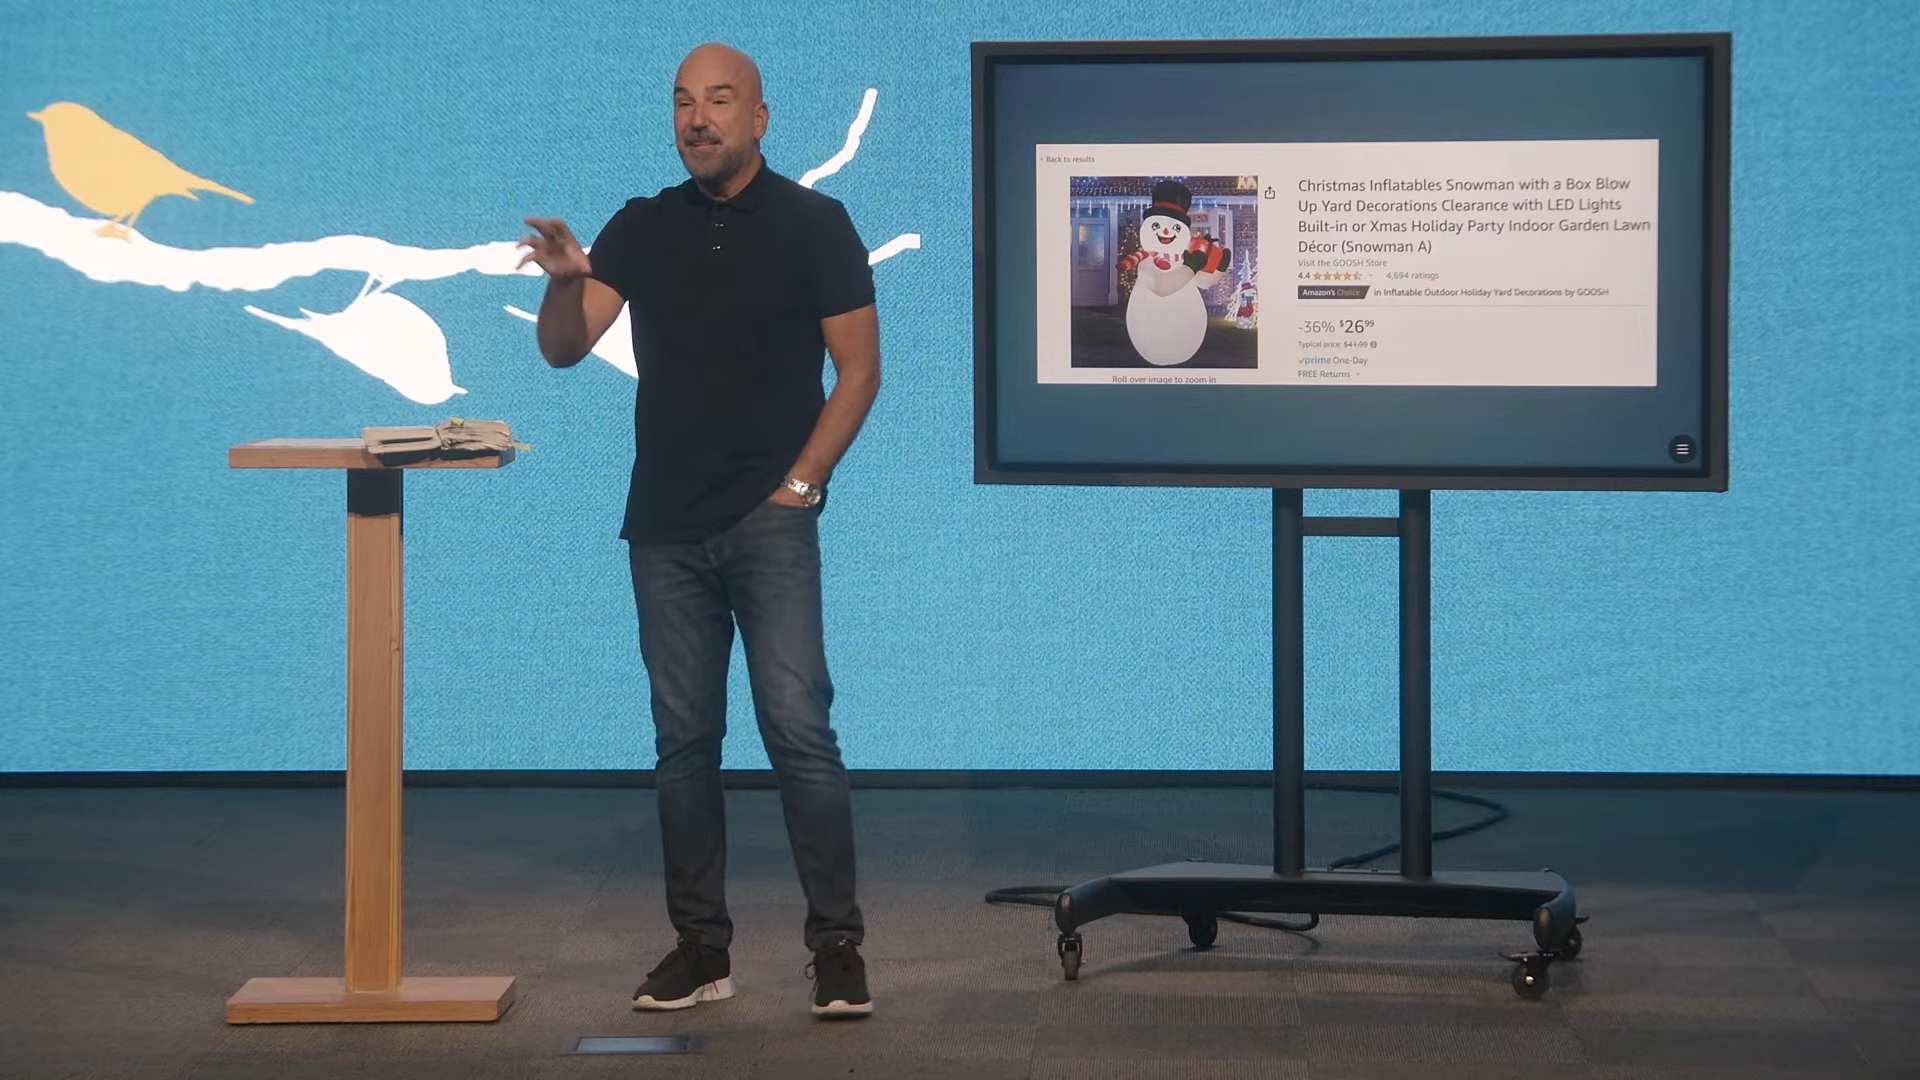 ‹ Back to results
Christmas Inflatables Snowman with a Box Blow
Up Yard Decorations Clearance with LED Lights
Built-in or Xmas Holiday Party Indoor Garden Lawn
Décor (Snowman A)
Visit the GOOSH Store
4.4 4,694 ratings
Amazon's Choice in Inflatable Outdoor Holiday Yard Decorations by GOOSH
-36% $2699
Typical price: $41.99
prime One-Day
FREE Returns
Roll over image to zoom in